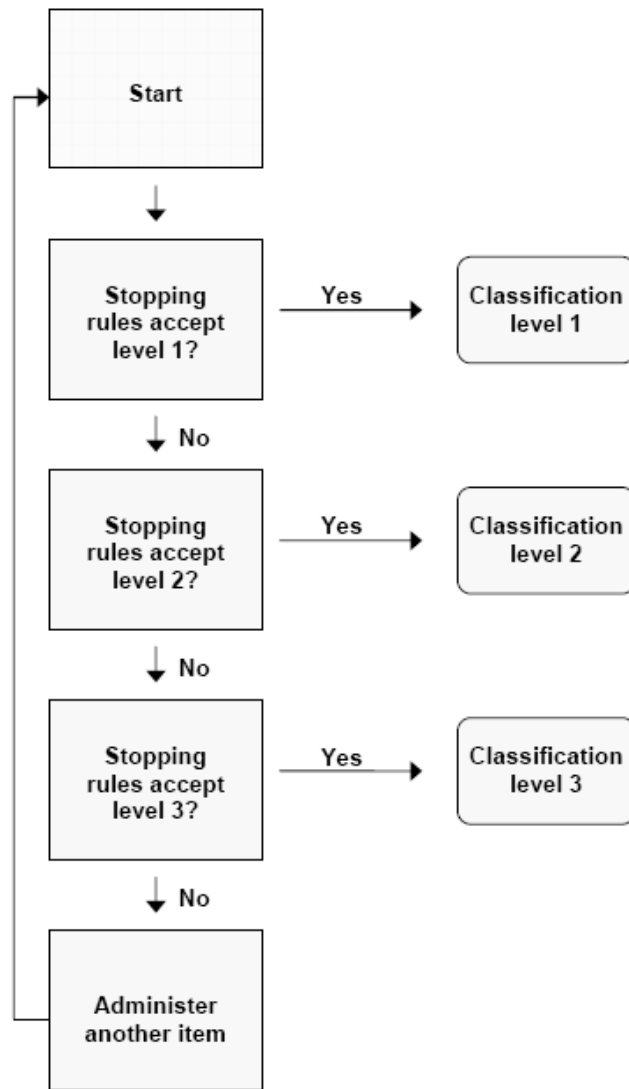 Start
Stopping
rules accept
level 1?
Yes
Classification
level 1
No
Stopping
rules accept
level 2?
Yes
Classification
level 2
No
Stopping
rules accept
level 3?
Yes
Classification
level 3
No
Administer
another item